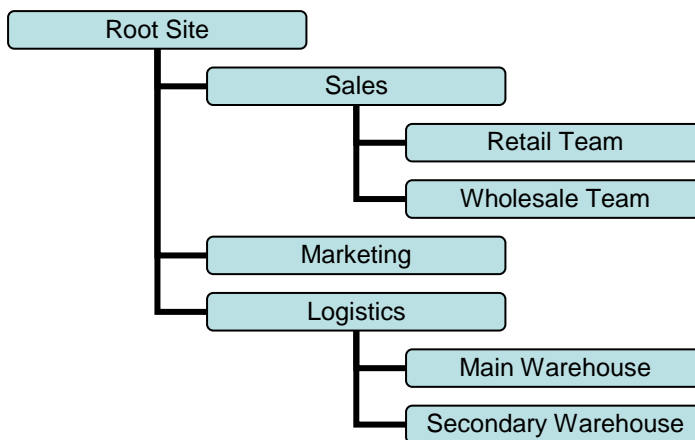 Root Site
Sales
Retail Team
Wholesale Team
Marketing
Logistics
Main Warehouse
Secondary Warehouse